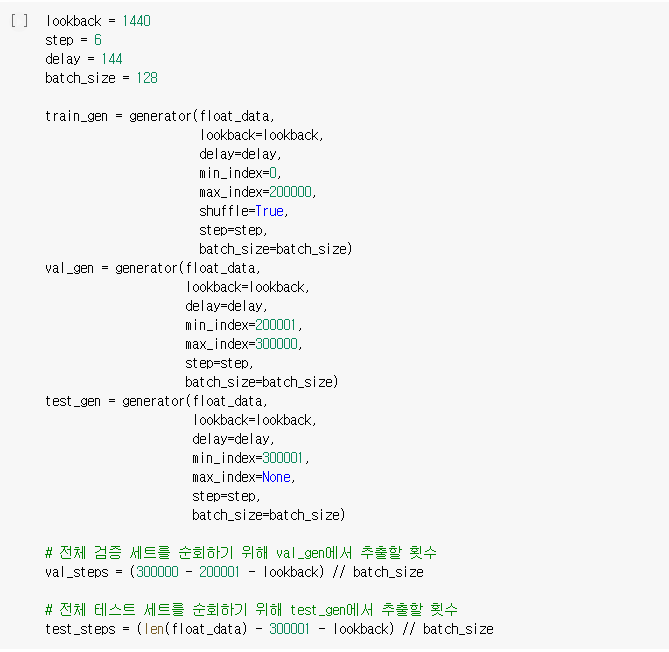 [ ] lookback = 1440
step = 6
delay = 144
batch_size = 128
train_gen = generator(float_data,
lookback=lookback,
delay=delay,
min_index=0,
max_index=200000,
shuffle=True,
step=step,
batch_size=batch_size)
val_gen = generator(float_data,
lookback=lookback,
delay=delay,
min_index=200001,
max_index=300000,
step=step,
batch_size=batch_size)
test_gen = generator(float_data,
lookback=lookback,
delay=delay,
min_index=300001,
max_index=None,
step=step,
batch_size=batch_size)
# 전체 검증 세트를 순회하기 위해 val_gen에서 추출할 횟수
val_steps = (300000 - 200001 - lookback) // batch_size
# 전체 테스트 세트를 순회하기 위해 test_gen에서 추출할 횟수
test_steps = (len(float_data) - 300001 - lookback) // batch_size